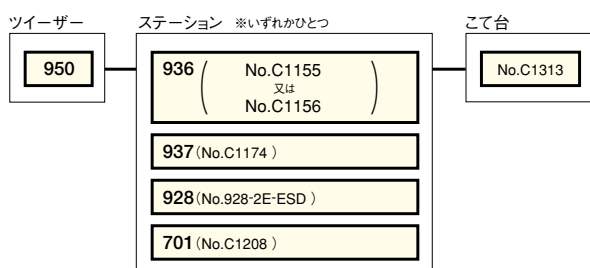 ツイーザー
950
ステーション ※いずれかひとつ
936 ( No.C1155
又は
No.C1156 )
937(No.C1174 )
928(No.928-2E-ESD )
701(No.C1208 )
こて台
No.C1313